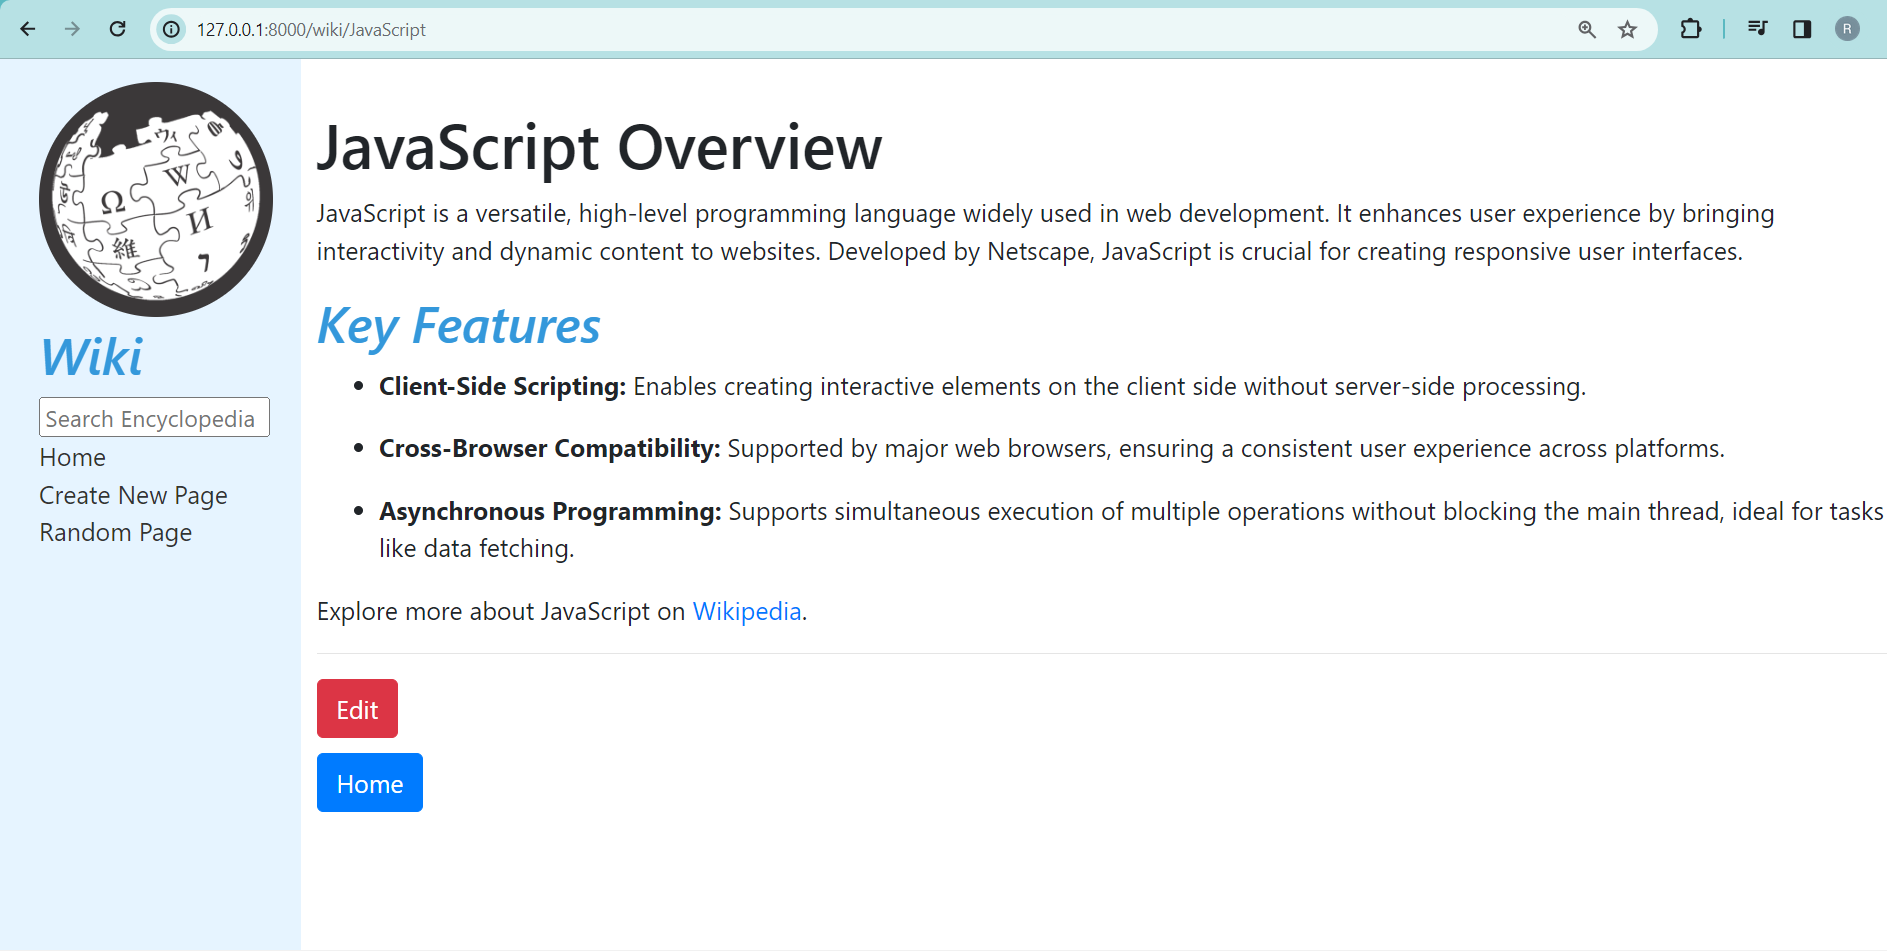 127.0.0.1:8000/wiki/JavaScript
R
Ω
W
И
維
ウィ
7
Wiki
Search Encyclopedia
Home
Create New Page
Random Page
JavaScript Overview
JavaScript is a versatile, high-level programming language widely used in web development. It enhances user experience by bringing
interactivity and dynamic content to websites. Developed by Netscape, JavaScript is crucial for creating responsive user interfaces.
Key Features
• Client-Side Scripting: Enables creating interactive elements on the client side without server-side processing.
• Cross-Browser Compatibility: Supported by major web browsers, ensuring a consistent user experience across platforms.
• Asynchronous Programming: Supports simultaneous execution of multiple operations without blocking the main thread, ideal for tasks
like data fetching.
Explore more about JavaScript on Wikipedia.
Edit
Home